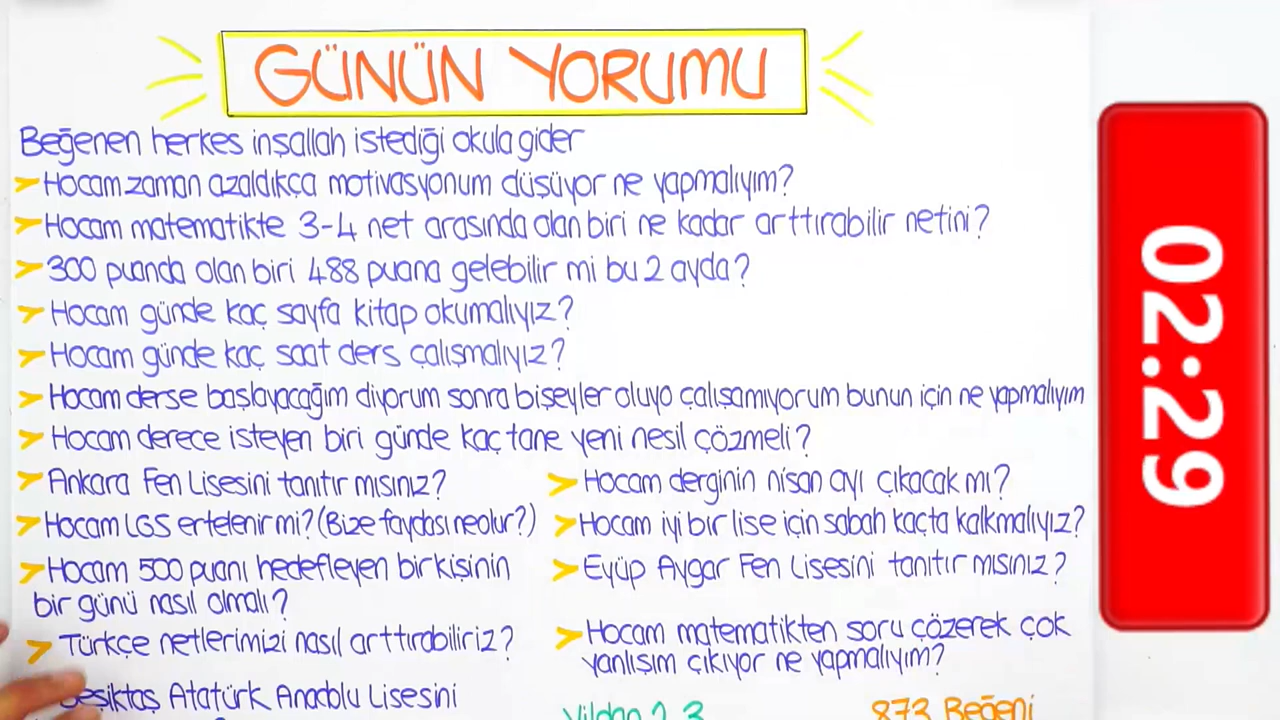 GÜNÜN YORUMU
Beğenen herkes inşallah istediği okula gider
Hocam zaman azaldıkça motivasyonum düşüyor ne yapmalıyım?
Hocam matematikte 3-4 net arasında olan biri ne kadar arttırabilir netini?
300 puanda olan biri 488 puana gelebilir mi bu 2 ayda?
Hocam günde kaç sayfa kitap okumalıyız?
Hocam günde kaç saat ders çalışmalıyız?
Hocam derse başlayacağım diyorum sonra bişeyler oluyo çalışamıyorum bunun için ne yapmalıyım
Hocam derece isteyen biri günde kaç tane yeni nesil çözmeli?
Ankara Fen Lisesini tanıtır mısınız?
Hocam derginin nisan ayı çıkacak mı?
Hocam LGS ertelenir mi? (Bize faydası ne olur?)
Hocam iyi bir lise için sabah kaçta kalkmalıyız?
Hocam 500 puanı hedefleyen bir kişinin
bir günü nasıl olmalı?
Eyüp Aygar Fen Lisesini tanıtır mısınız?
Türkçe netlerimizi nasıl arttırabiliriz?
Hocam matematikten soru çözerek çok
yanlışım çıkıyor ne yapmalıyım?
Beşiktaş Atatürk Anadolu Lisesini
873 Beğeni
02:29